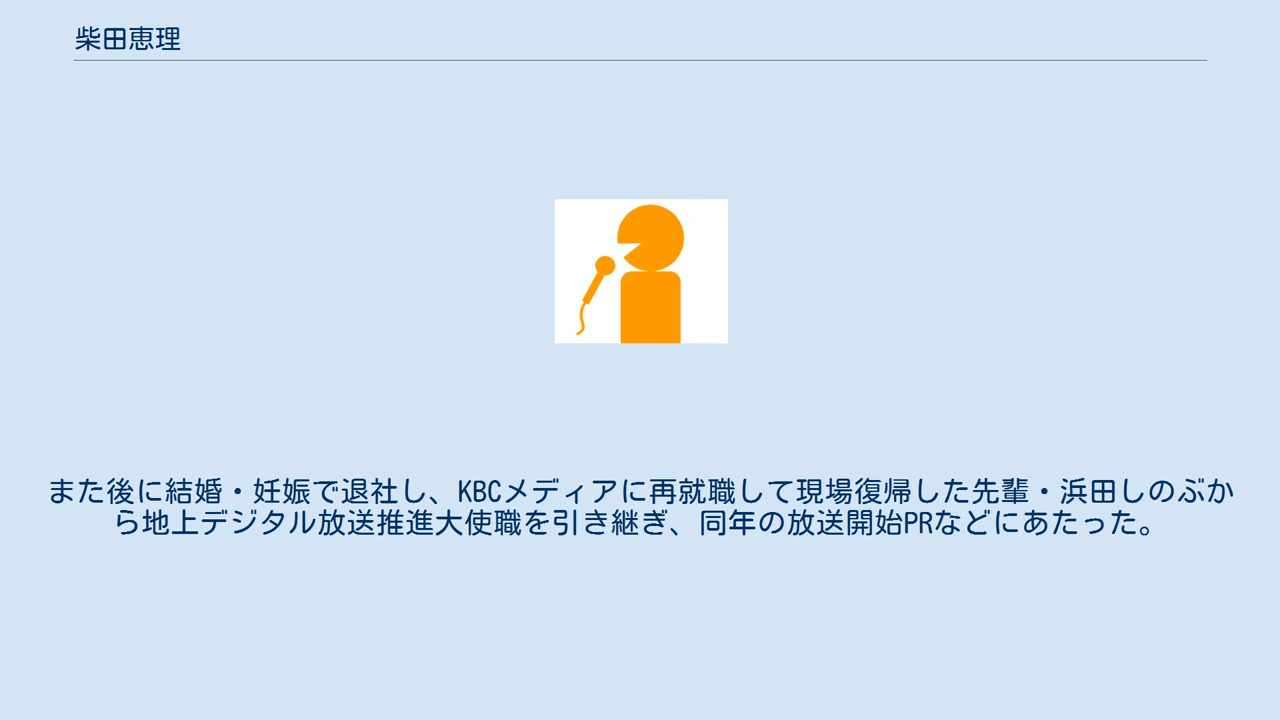 柴田恵理
また後に結婚・妊娠で退社し、KBCメディアに再就職して現場復帰した先輩・浜田しのぶか
ら地上デジタル放送推進大使職を引き継ぎ、同年の放送開始PRなどにあたった。